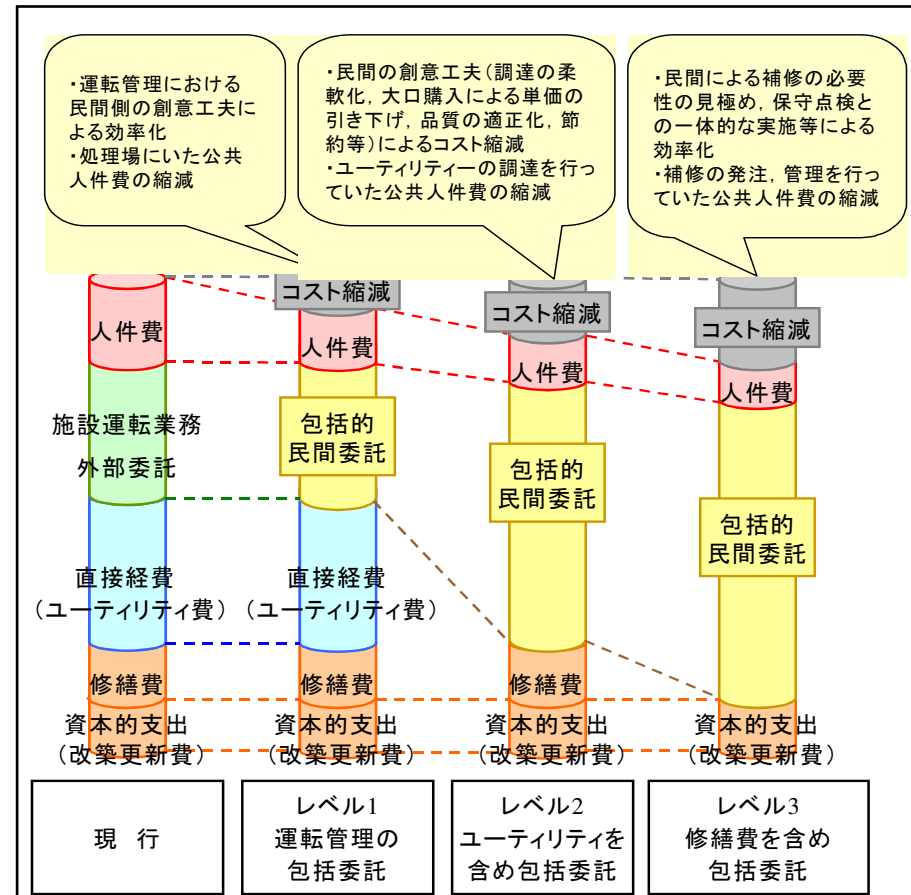 ・運転管理における
民間側の創意工夫に
よる効率化
・処理場にいた公共
人件費の縮減
・民間の創意工夫（調達の柔
軟化，大口購入による単価の
引き下げ，品質の適正化，節
約等）によるコスト縮減
・ユーティリティーの調達を行っ
ていた公共人件費の縮減
・民間による補修の必要
性の見極め，保守点検と
の一体的な実施等による
効率化
・補修の発注，管理を行っ
ていた公共人件費の縮減
人件費
施設運転業務
外部委託
直接経費
（ユーティリティ費）
修繕費
資本的支出
（改築更新費）
現　行
コスト縮減
人件費
包括的
民間委託
直接経費
（ユーティリティ費）
修繕費
資本的支出
（改築更新費）
レベル1
運転管理の
包括委託
コスト縮減
人件費
包括的
民間委託
修繕費
資本的支出
（改築更新費）
レベル2
ユーティリティを
含め包括委託
コスト縮減
人件費
包括的
民間委託
資本的支出
（改築更新費）
レベル3
修繕費を含め
包括委託